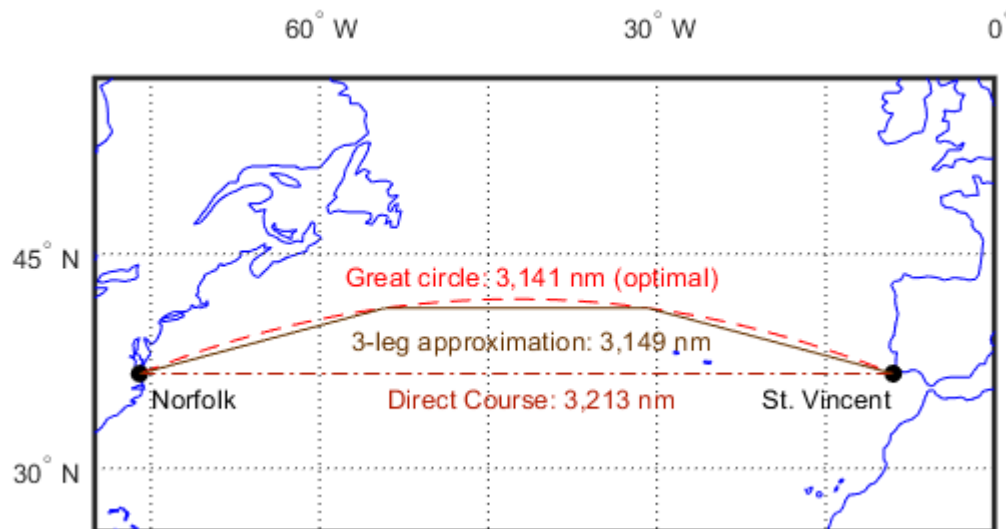 60° W
30° W
0°
45° N
Great circle: 3,141 nm (optimal)
3-leg approximation: 3,149 nm
Norfolk
Direct Course: 3,213 nm
St. Vincent
30° N